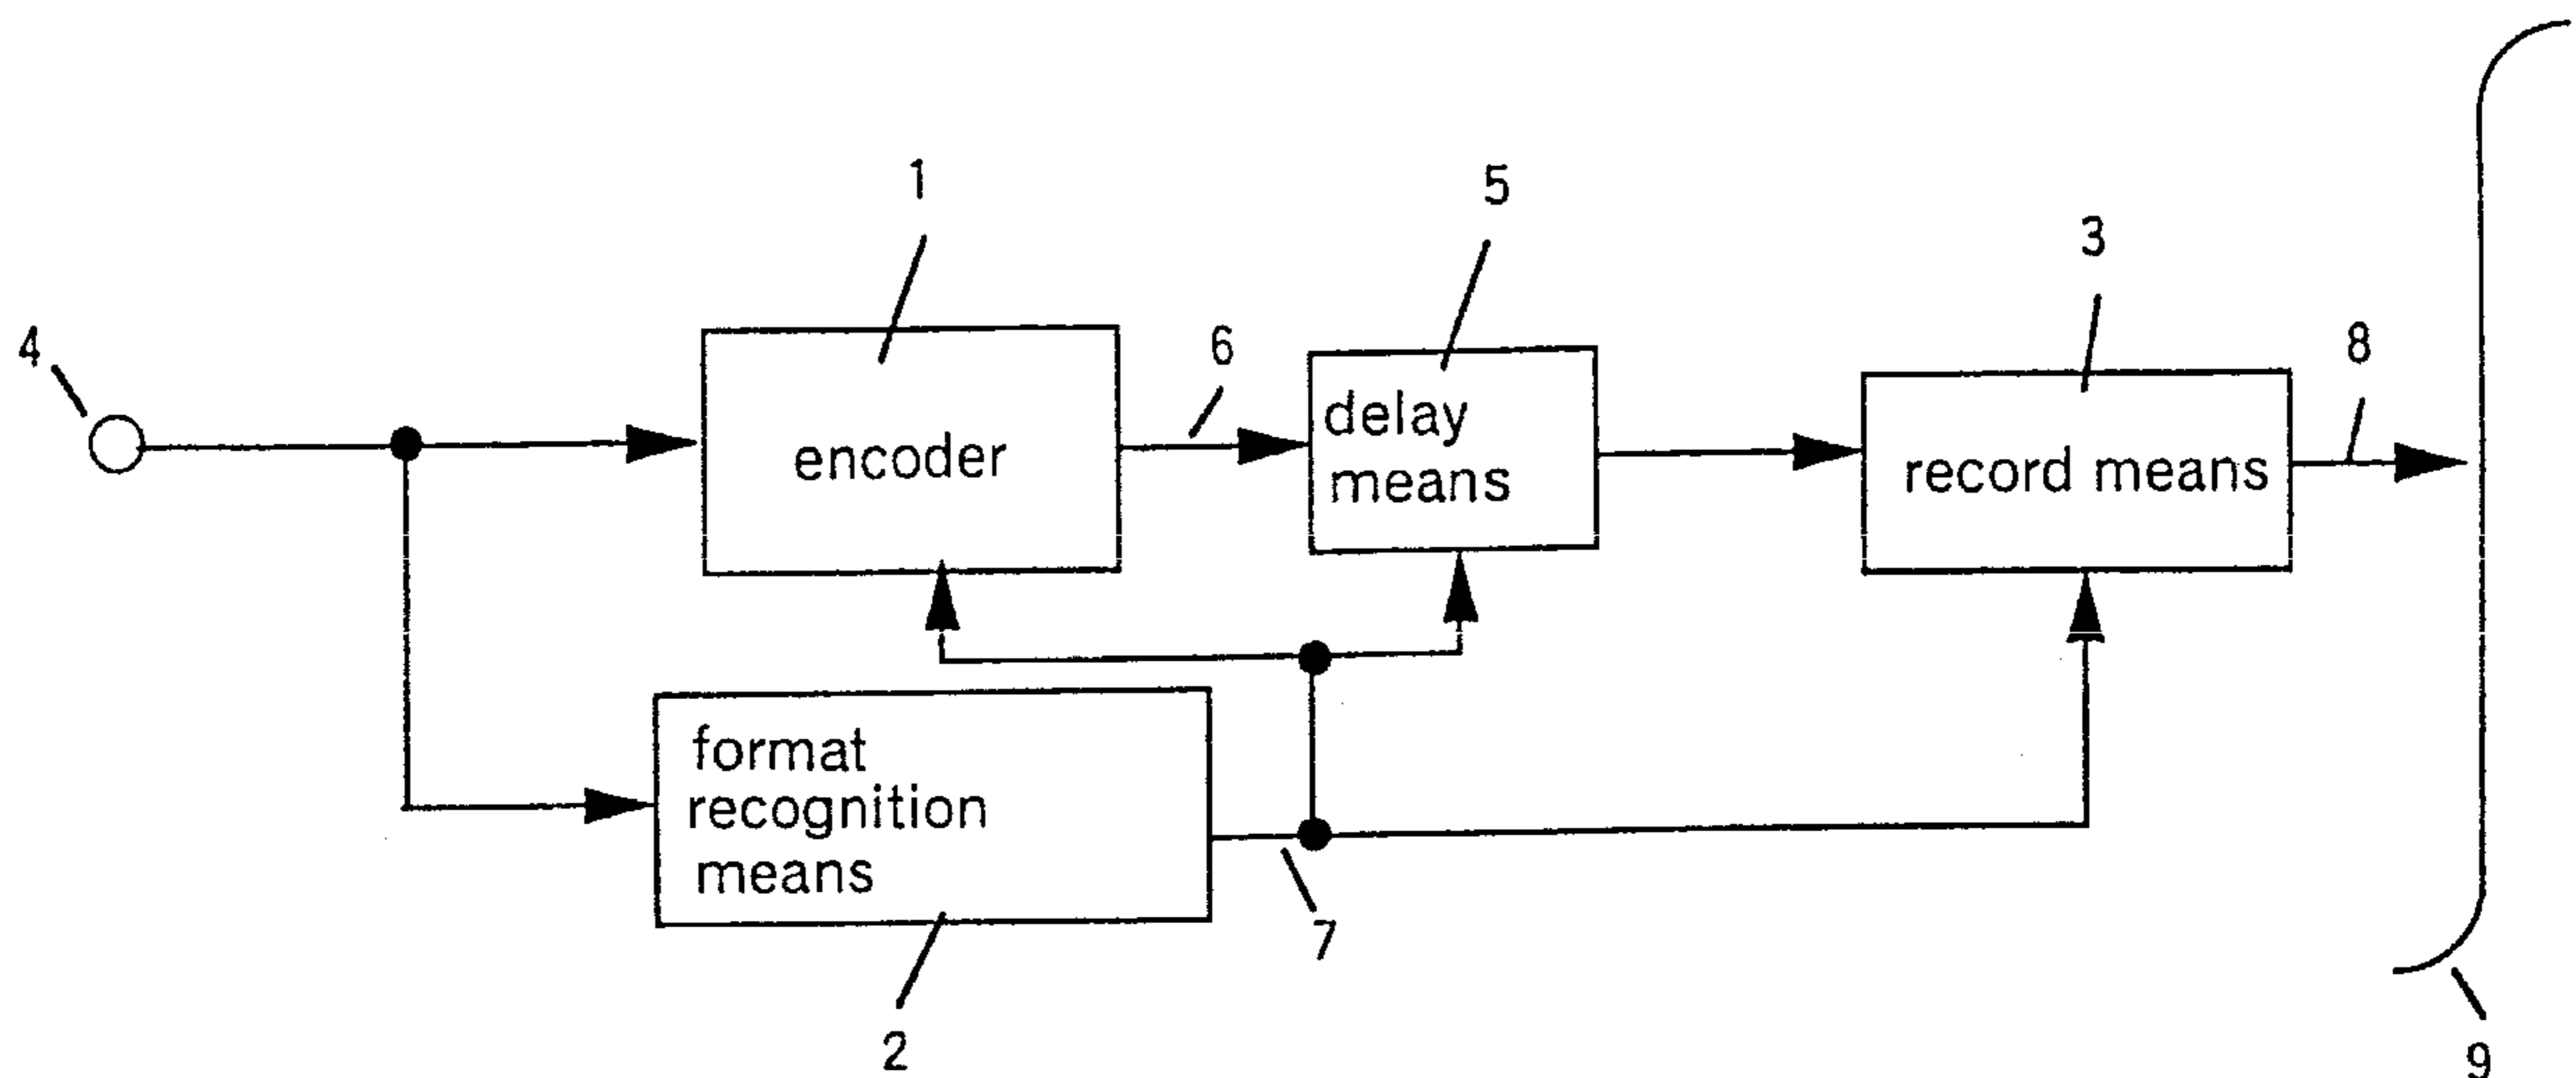 1
5
3
4
6
8
encoder
delay
means
record means
format
recognition
means
7
2
9